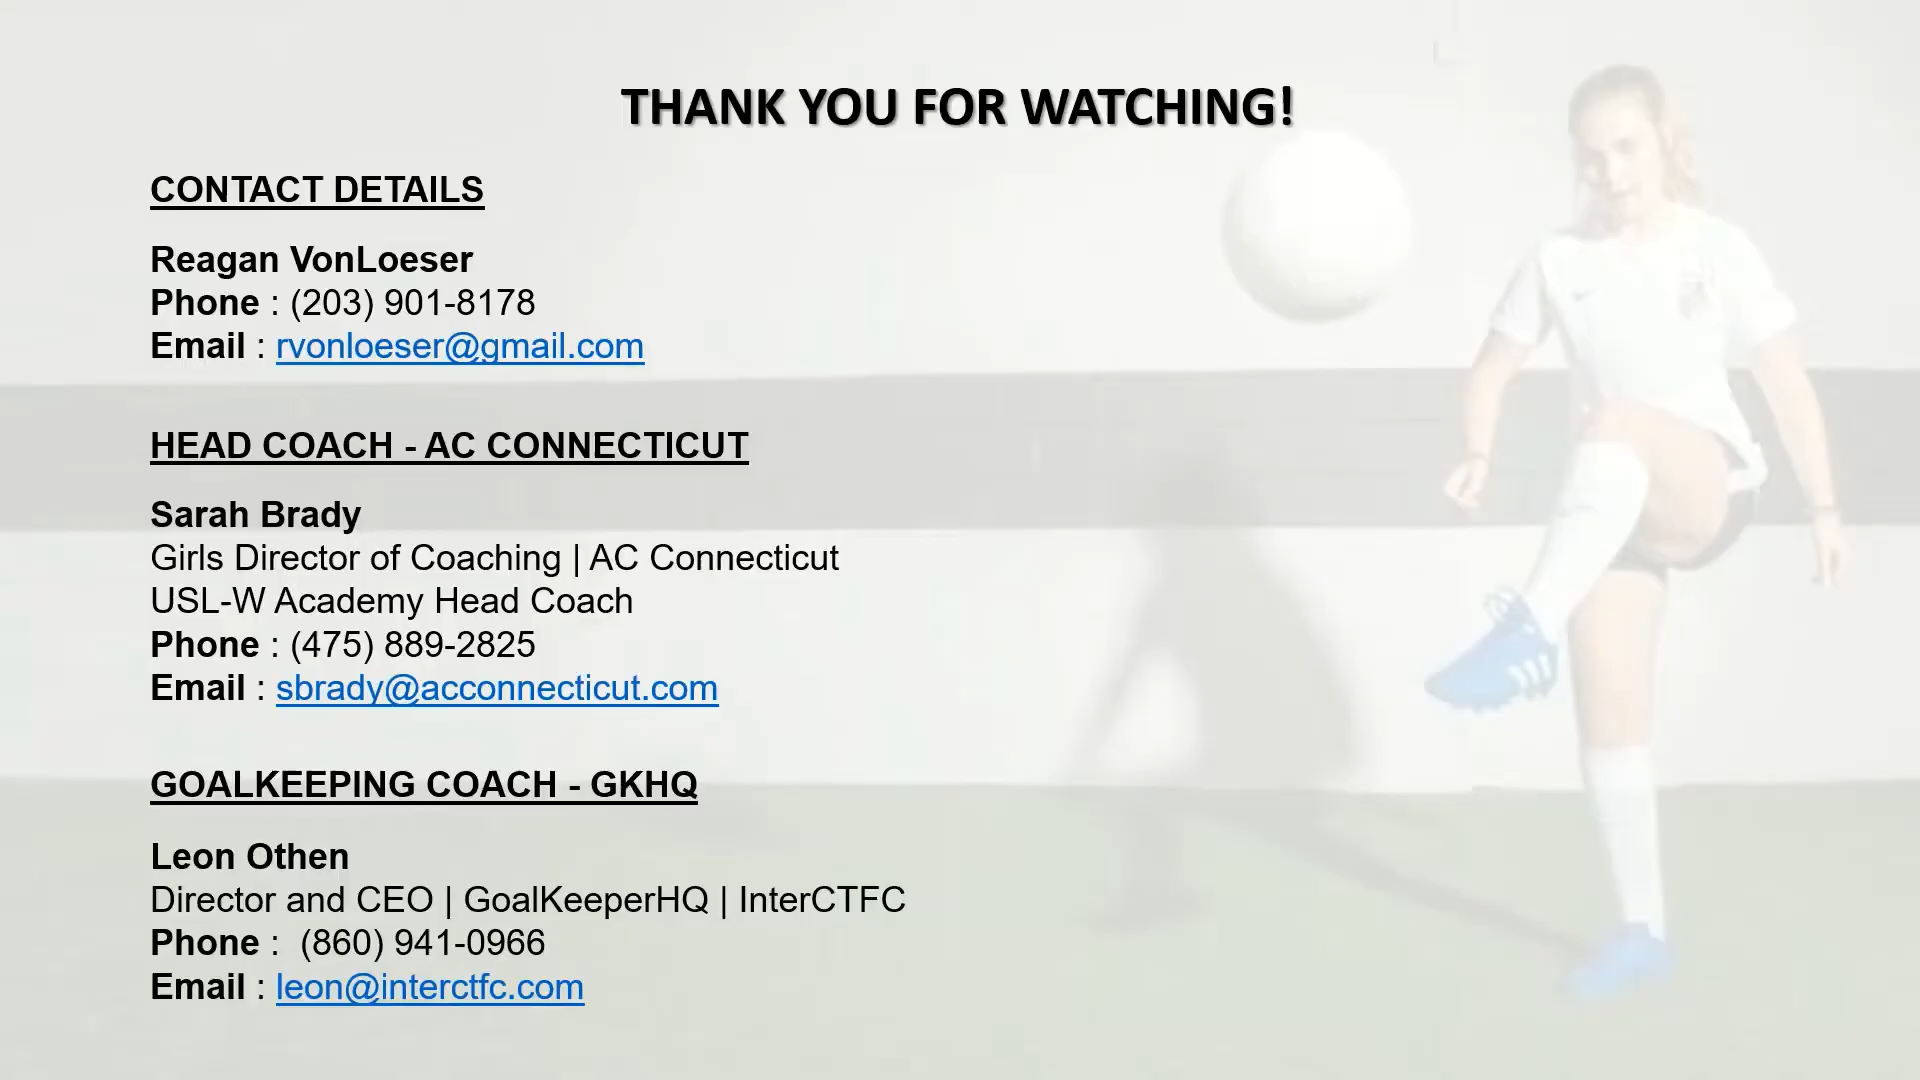 THANK YOU FOR WATCHING!
CONTACT DETAILS
Reagan VonLoeser
Phone : (203) 901-8178
Email : rvonloeser@gmail.com
HEAD COACH - AC CONNECTICUT
Sarah Brady
Girls Director of Coaching | AC Connecticut
USL-W Academy Head Coach
Phone : (475) 889-2825
Email : sbrady@acconnecticut.com
GOALKEEPING COACH - GKHQ
Leon Othen
Director and CEO | GoalKeeperHQ | InterCTFC
Phone :  (860) 941-0966
Email : leon@interctfc.com